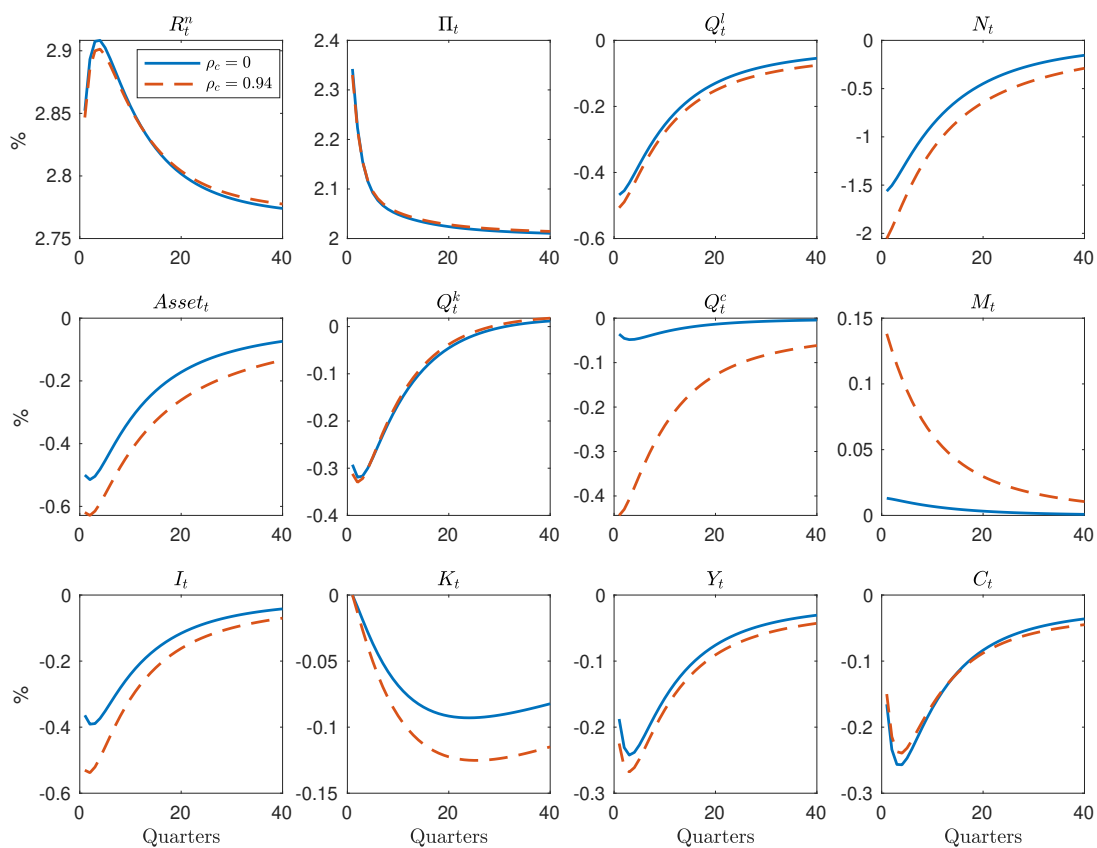 R_t^n
Π_t
Q_t^l
N_t
2.9
2.85
2.8
2.75
%
ρ_c = 0
ρ_c = 0.94
0 20 40
2.4
2.3
2.2
2.1
2
0 20 40
0
-0.2
-0.4
-0.6
0 20 40
0
-0.5
-1
-1.5
-2
0 20 40
Asset_t
Q_t^k
Q_t^c
M_t
0
-0.2
-0.4
-0.6
%
0 20 40
0
-0.1
-0.2
-0.3
-0.4
0 20 40
0
-0.1
-0.2
-0.3
-0.4
0 20 40
0.15
0.1
0.05
0
0 20 40
I_t
K_t
Y_t
C_t
0
-0.2
-0.4
-0.6
%
0 20 40
Quarters
0
-0.05
-0.1
-0.15
0 20 40
Quarters
0
-0.1
-0.2
-0.3
0 20 40
Quarters
0
-0.1
-0.2
-0.3
0 20 40
Quarters